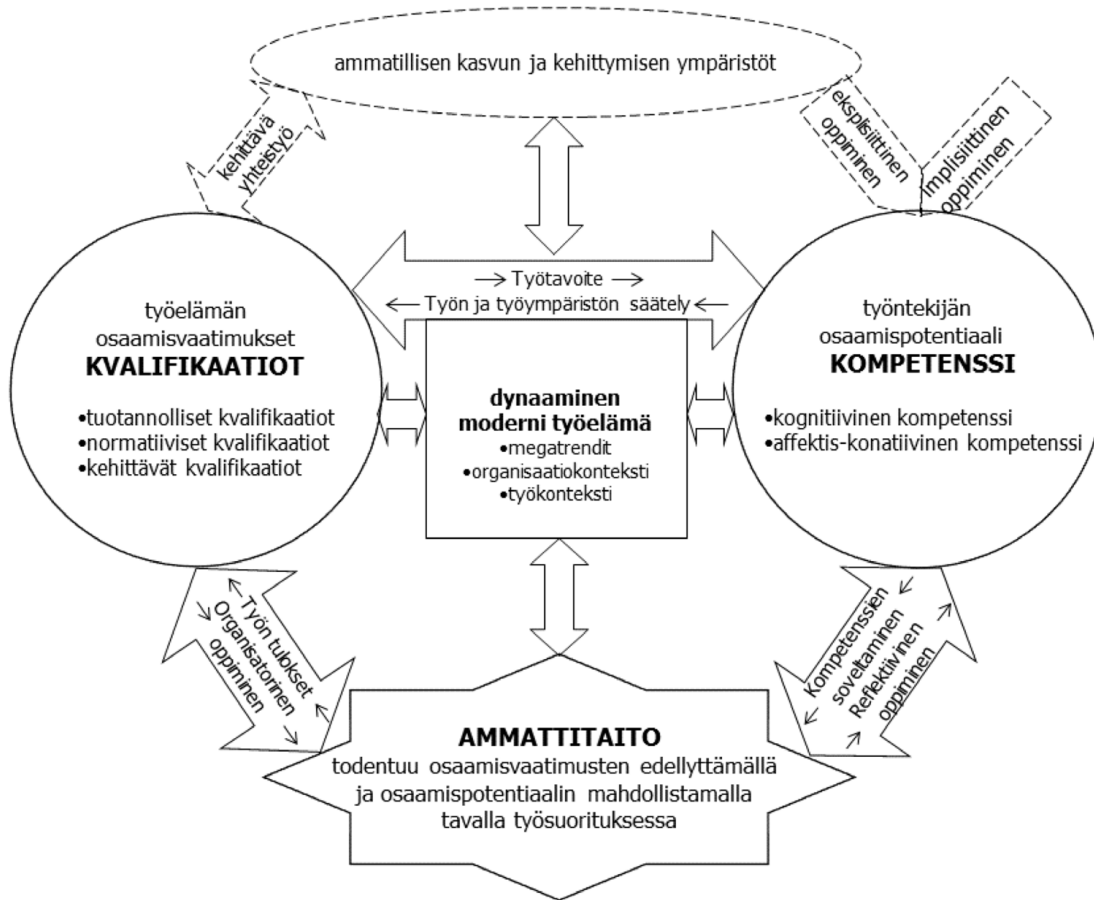 ammatillisen kasvun ja kehittymisen ympäristöt
kehittävä
yhteistyö
eksplisiittinen
oppiminen
Implisiittinen
oppiminen
→ Työtavoite →
← Työn ja työympäristön säätely ←
työelämän
osaamisvaatimukset
KVALIFIKAATIOT
•tuotannolliset kvalifikaatiot
•normatiiviset kvalifikaatiot
•kehittävät kvalifikaatiot
dynaaminen
moderni työelämä
•megatrendit
•organisaatiokonteksti
•työkonteksti
työntekijän
osaamispotentiaali
KOMPETENSSI
•kognitiivinen kompetenssi
•affektis-konatiivinen kompetenssi
← Työn tulokset ←
→ Organisatorinen →
oppiminen
← Kompetenssien ←
soveltaminen
→ Reflektiivinen →
oppiminen
AMMATTITAITO
todentuu osaamisvaatimusten edellyttämällä
ja osaamispotentiaalin mahdollistamalla
tavalla työsuorituksessa